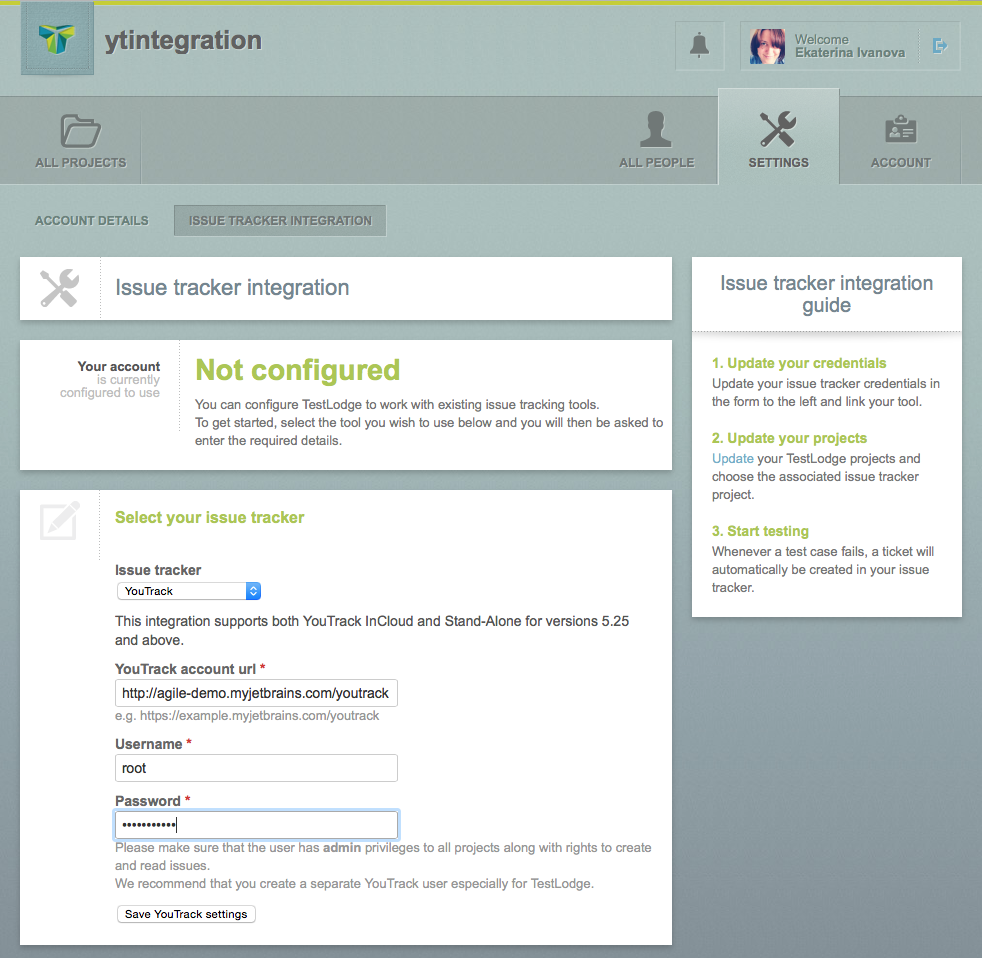 ytintegration
Welcome
Ekaterina Ivanova
ALL PROJECTS
ALL PEOPLE
SETTINGS
ACCOUNT
ACCOUNT DETAILS
ISSUE TRACKER INTEGRATION
Issue tracker integration
Your account
is currently
configured to use
Not configured
You can configure TestLodge to work with existing issue tracking tools.
To get started, select the tool you wish to use below and you will then be asked to
enter the required details.
Select your issue tracker
Issue tracker
YouTrack
This integration supports both YouTrack InCloud and Stand-Alone for versions 5.25
and above.
YouTrack account url *
http://agile-demo.myjetbrains.com/youtrack
e.g. https://example.myjetbrains.com/youtrack
Username *
root
Password *
•••••••••••
Please make sure that the user has admin privileges to all projects along with rights to create
and read issues.
We recommend that you create a separate YouTrack user especially for TestLodge.
Save YouTrack settings
Issue tracker integration
guide
1. Update your credentials
Update your issue tracker credentials in
the form to the left and link your tool.
2. Update your projects
Update your TestLodge projects and
choose the associated issue tracker
project.
3. Start testing
Whenever a test case fails, a ticket will
automatically be created in your issue
tracker.